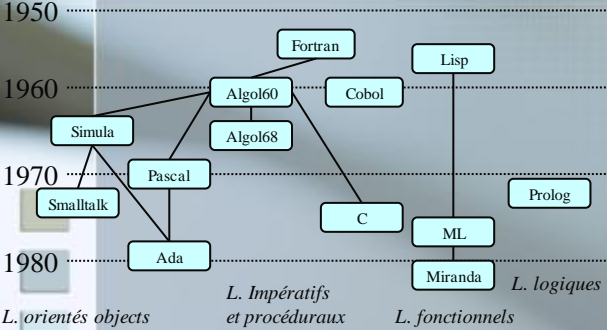 1950
Fortran
Lisp
1960
Algol60
Cobol
Simula
Algol68
1970
Pascal
Prolog
Smalltalk
C
ML
Ada
1980
Miranda
L. logiques
L. Impératifs
et procéduraux
L. orientés objects
L. fonctionnels